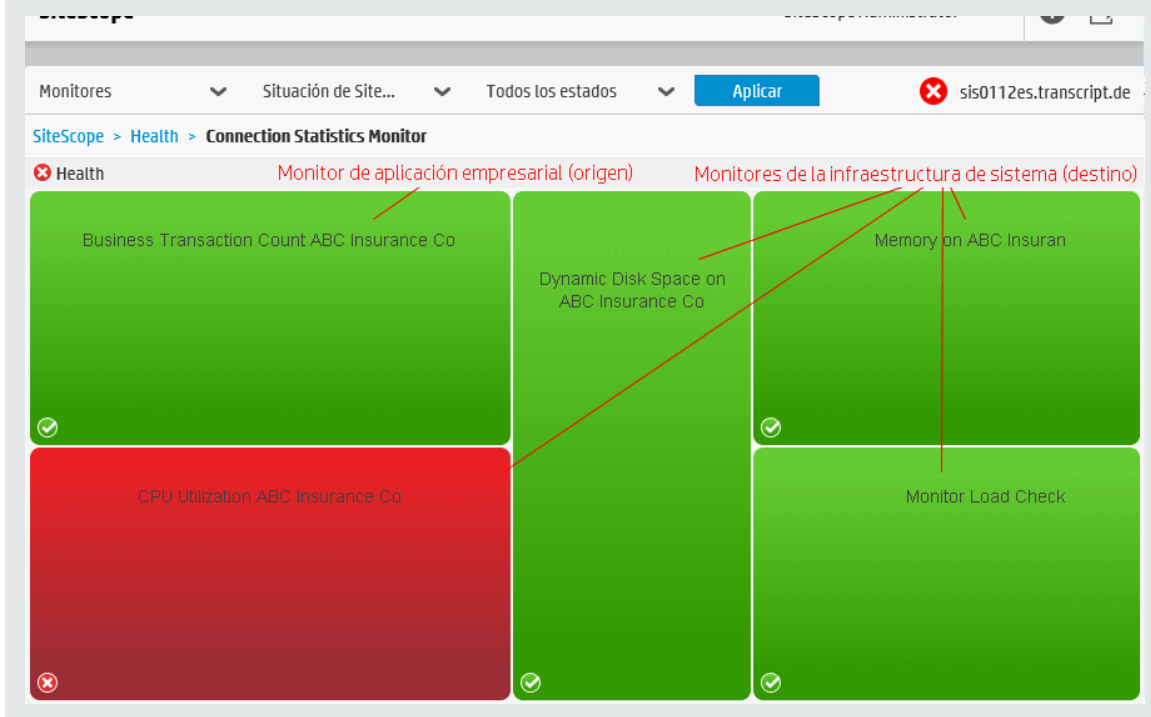 SiteScope
Monitores
Situación de Site...
Todos los estados
Aplicar
sis0112es.transcript.de
SiteScope > Health > Connection Statistics Monitor
Health
Monitor de aplicación empresarial (origen)
Monitores de la infraestructura de sistema (destino)
Business Transaction Count ABC Insurance Co
Dynamic Disk Space on
ABC Insurance Co
Memory on ABC Insuran
CPU Utilization ABC Insurance Co
Monitor Load Check